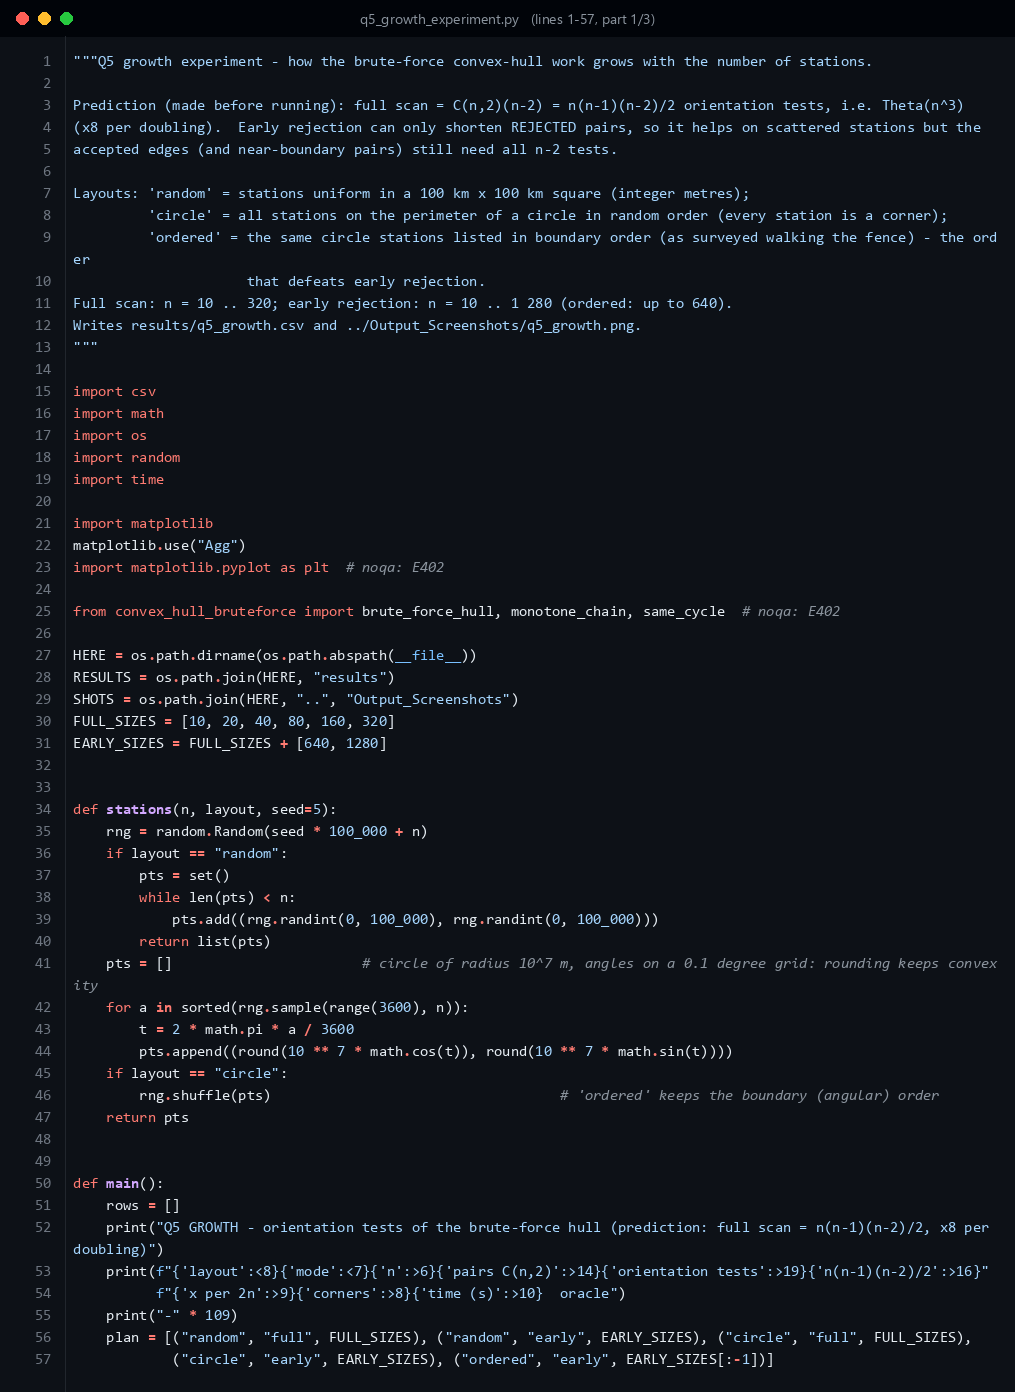 q5_growth_experiment.py   (lines 1-57, part 1/3)
1 """Q5 growth experiment - how the brute-force convex-hull work grows with the number of stations.
2
3 Prediction (made before running): full scan = C(n,2)(n-2) = n(n-1)(n-2)/2 orientation tests, i.e. Theta(n^3)
4 (x8 per doubling).  Early rejection can only shorten REJECTED pairs, so it helps on scattered stations but the
5 accepted edges (and near-boundary pairs) still need all n-2 tests.
6
7 Layouts: 'random' = stations uniform in a 100 km x 100 km square (integer metres);
8          'circle' = all stations on the perimeter of a circle in random order (every station is a corner);
9          'ordered' = the same circle stations listed in boundary order (as surveyed walking the fence) - the ord
er
10                     that defeats early rejection.
11 Full scan: n = 10 .. 320; early rejection: n = 10 .. 1 280 (ordered: up to 640).
12 Writes results/q5_growth.csv and ../Output_Screenshots/q5_growth.png.
13 """
14
15 import csv
16 import math
17 import os
18 import random
19 import time
20
21 import matplotlib
22 matplotlib.use("Agg")
23 import matplotlib.pyplot as plt  # noqa: E402
24
25 from convex_hull_bruteforce import brute_force_hull, monotone_chain, same_cycle  # noqa: E402
26
27 HERE = os.path.dirname(os.path.abspath(__file__))
28 RESULTS = os.path.join(HERE, "results")
29 SHOTS = os.path.join(HERE, "..", "Output_Screenshots")
30 FULL_SIZES = [10, 20, 40, 80, 160, 320]
31 EARLY_SIZES = FULL_SIZES + [640, 1280]
32
33
34 def stations(n, layout, seed=5):
35     rng = random.Random(seed * 100_000 + n)
36     if layout == "random":
37         pts = set()
38         while len(pts) < n:
39             pts.add((rng.randint(0, 100_000), rng.randint(0, 100_000)))
40         return list(pts)
41     pts = []                       # circle of radius 10^7 m, angles on a 0.1 degree grid: rounding keeps convex
ity
42     for a in sorted(rng.sample(range(3600), n)):
43         t = 2 * math.pi * a / 3600
44         pts.append((round(10 ** 7 * math.cos(t)), round(10 ** 7 * math.sin(t))))
45     if layout == "circle":
46         rng.shuffle(pts)                                   # 'ordered' keeps the boundary (angular) order
47     return pts
48
49
50 def main():
51     rows = []
52     print("Q5 GROWTH - orientation tests of the brute-force hull (prediction: full scan = n(n-1)(n-2)/2, x8 per
doubling)")
53     print(f"{'layout':<8}{'mode':<7}{'n':>6}{'pairs C(n,2)':>14}{'orientation tests':>19}{'n(n-1)(n-2)/2':>16}"
54           f"{'x per 2n':>9}{'corners':>8}{'time (s)':>10}  oracle")
55     print("-" * 109)
56     plan = [("random", "full", FULL_SIZES), ("random", "early", EARLY_SIZES), ("circle", "full", FULL_SIZES),
57             ("circle", "early", EARLY_SIZES), ("ordered", "early", EARLY_SIZES[:-1])]